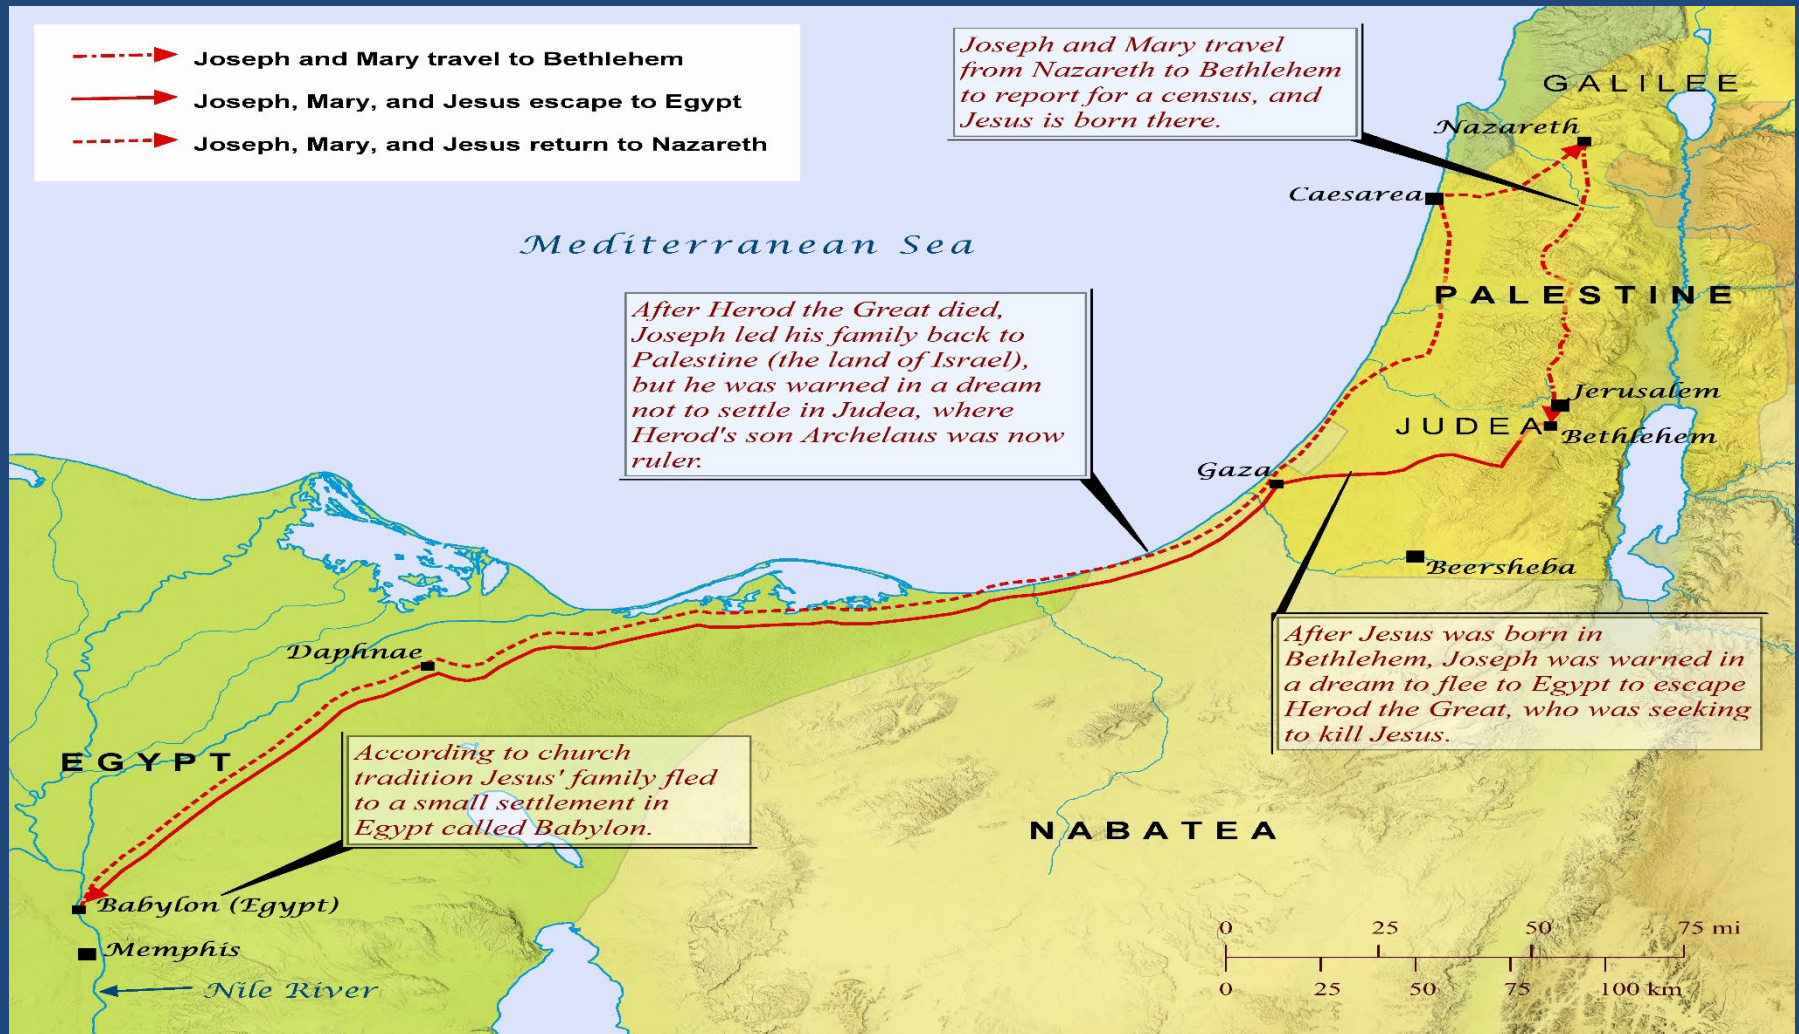 Joseph and Mary travel to Bethlehem
Joseph, Mary, and Jesus escape to Egypt
Joseph, Mary, and Jesus return to Nazareth
Joseph and Mary travel
from Nazareth to Bethlehem
to report for a census, and
Jesus is born there.
GALILEE
Nazareth
Caesarea
Mediterranean Sea
PALESTINE
After Herod the Great died,
Joseph led his family back to
Palestine (the land of Israel),
but he was warned in a dream
not to settle in Judea, where
Herod's son Archelaus was now
ruler.
Jerusalem
JUDEA
Bethlehem
Gaza
Beersheba
After Jesus was born in
Bethlehem, Joseph was warned in
a dream to flee to Egypt to escape
Herod the Great, who was seeking
to kill Jesus.
Daphnae
EGYPT
According to church
tradition Jesus' family fled
to a small settlement in
Egypt called Babylon.
NABATEA
Babylon (Egypt)
Memphis
Nile River
0 25 50 75 mi
0 25 50 75 100 km